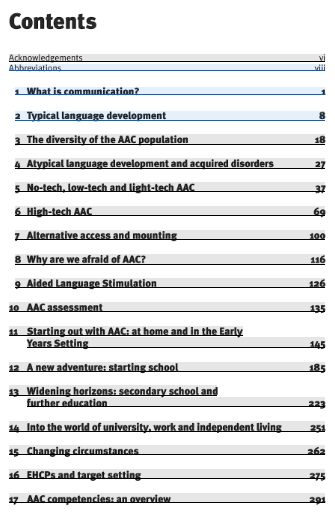 Contents
Acknowledgements vi
Abbreviations viii
1 What is communication? 1
2 Typical language development 8
3 The diversity of the AAC population 18
4 Atypical language development and acquired disorders 27
5 No-tech, low-tech and light-tech AAC 37
6 High-tech AAC 69
7 Alternative access and mounting 100
8 Why are we afraid of AAC? 116
9 Aided Language Stimulation 126
10 AAC assessment 135
11 Starting out with AAC: at home and in the Early
Years Setting 145
12 A new adventure: starting school 185
13 Widening horizons: secondary school and
further education 223
14 Into the world of university, work and independent living 251
15 Changing circumstances 262
16 EHCPs and target setting 275
17 AAC competencies: an overview 291